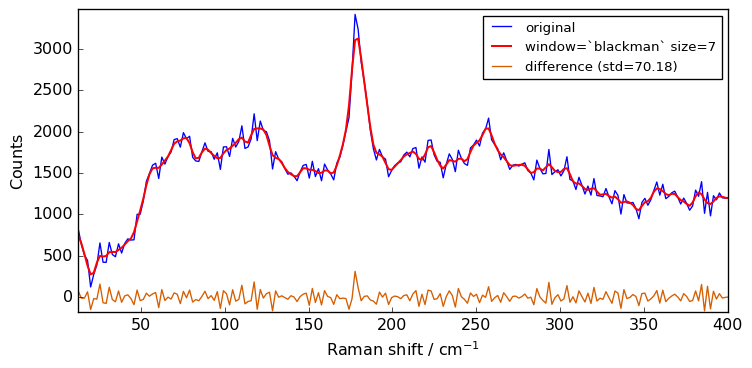 original
window=`blackman` size=7
difference (std=70.18)
Counts
3000
2500
2000
1500
1000
500
0
50 100 150 200 250 300 350 400
Raman shift / cm⁻¹